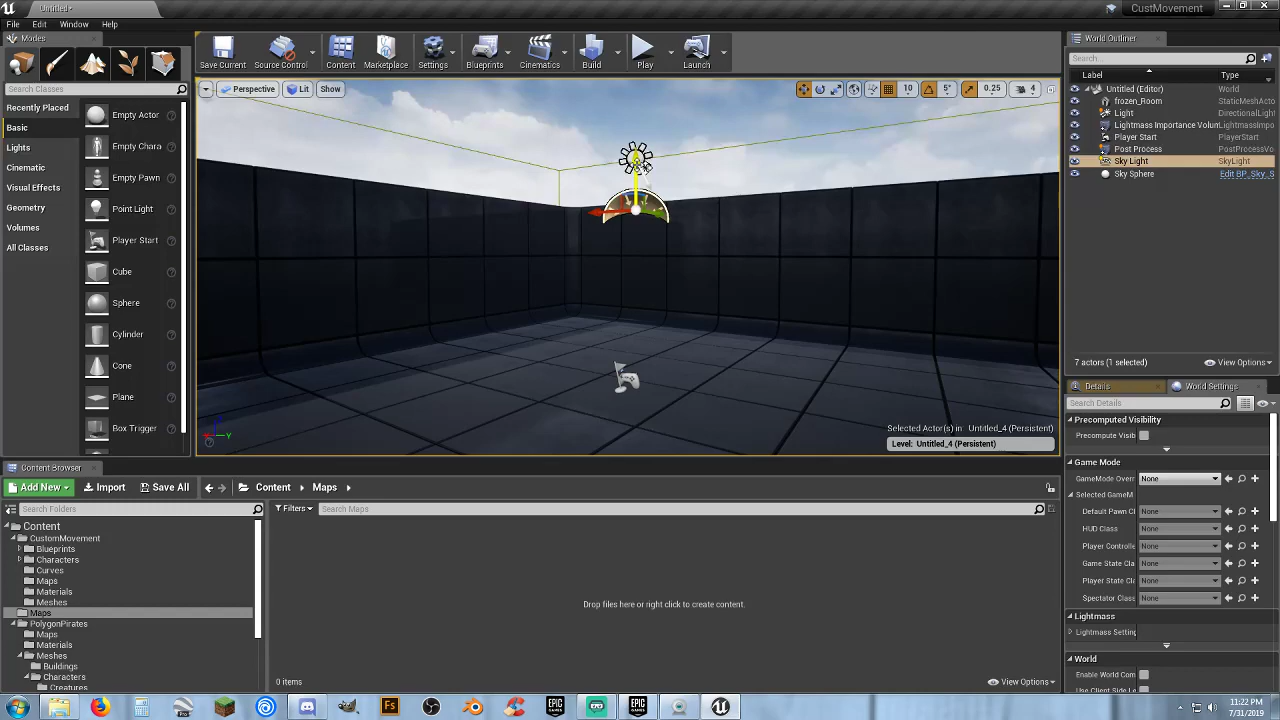 Untitled*
CustMovement
File Edit Window Help
Modes
Search Classes
Recently Placed
Basic
Lights
Cinematic
Visual Effects
Geometry
Volumes
All Classes
Empty Actor
Empty Chara
Empty Pawn
Point Light
Player Start
Cube
Sphere
Cylinder
Cone
Plane
Box Trigger
Save Current Source Control Content Marketplace Settings Blueprints Cinematics Build Play Launch
Perspective Lit Show 10 5° 0.25 4
Selected Actor(s) in Untitled_4 (Persistent)
Level: Untitled_4 (Persistent)
World Outliner
Search...
Label Type
Untitled (Editor) World
frozen_Room StaticMeshActo
Light DirectionalLigh
Lightmass Importance Volum LightmassImpo
Player Start PlayerStart
Post Process PostProcessVo
Sky Light SkyLight
Sky Sphere Edit BP_Sky_S
7 actors (1 selected) View Options
Details World Settings
Search Details
Precomputed Visibility
Precompute Visib
Game Mode
GameMode Overr None
Selected GameM
Default Pawn Cl None
HUD Class None
Player Controlle None
Game State Cla None
Player State Cl None
Spectator Class None
Lightmass
Lightmass Setting
World
Enable World Com
Use Client Side Le
Content Browser
Add New Import Save All Content Maps
Search Folders
Filters Search Maps
Content
CustomMovement
Blueprints
Characters
Curves
Maps
Materials
Meshes
Maps
PolygonPirates
Maps
Materials
Meshes
Buildings
Characters
Creatures
Drop files here or right click to create content.
0 items View Options
11:22 PM
7/31/2019